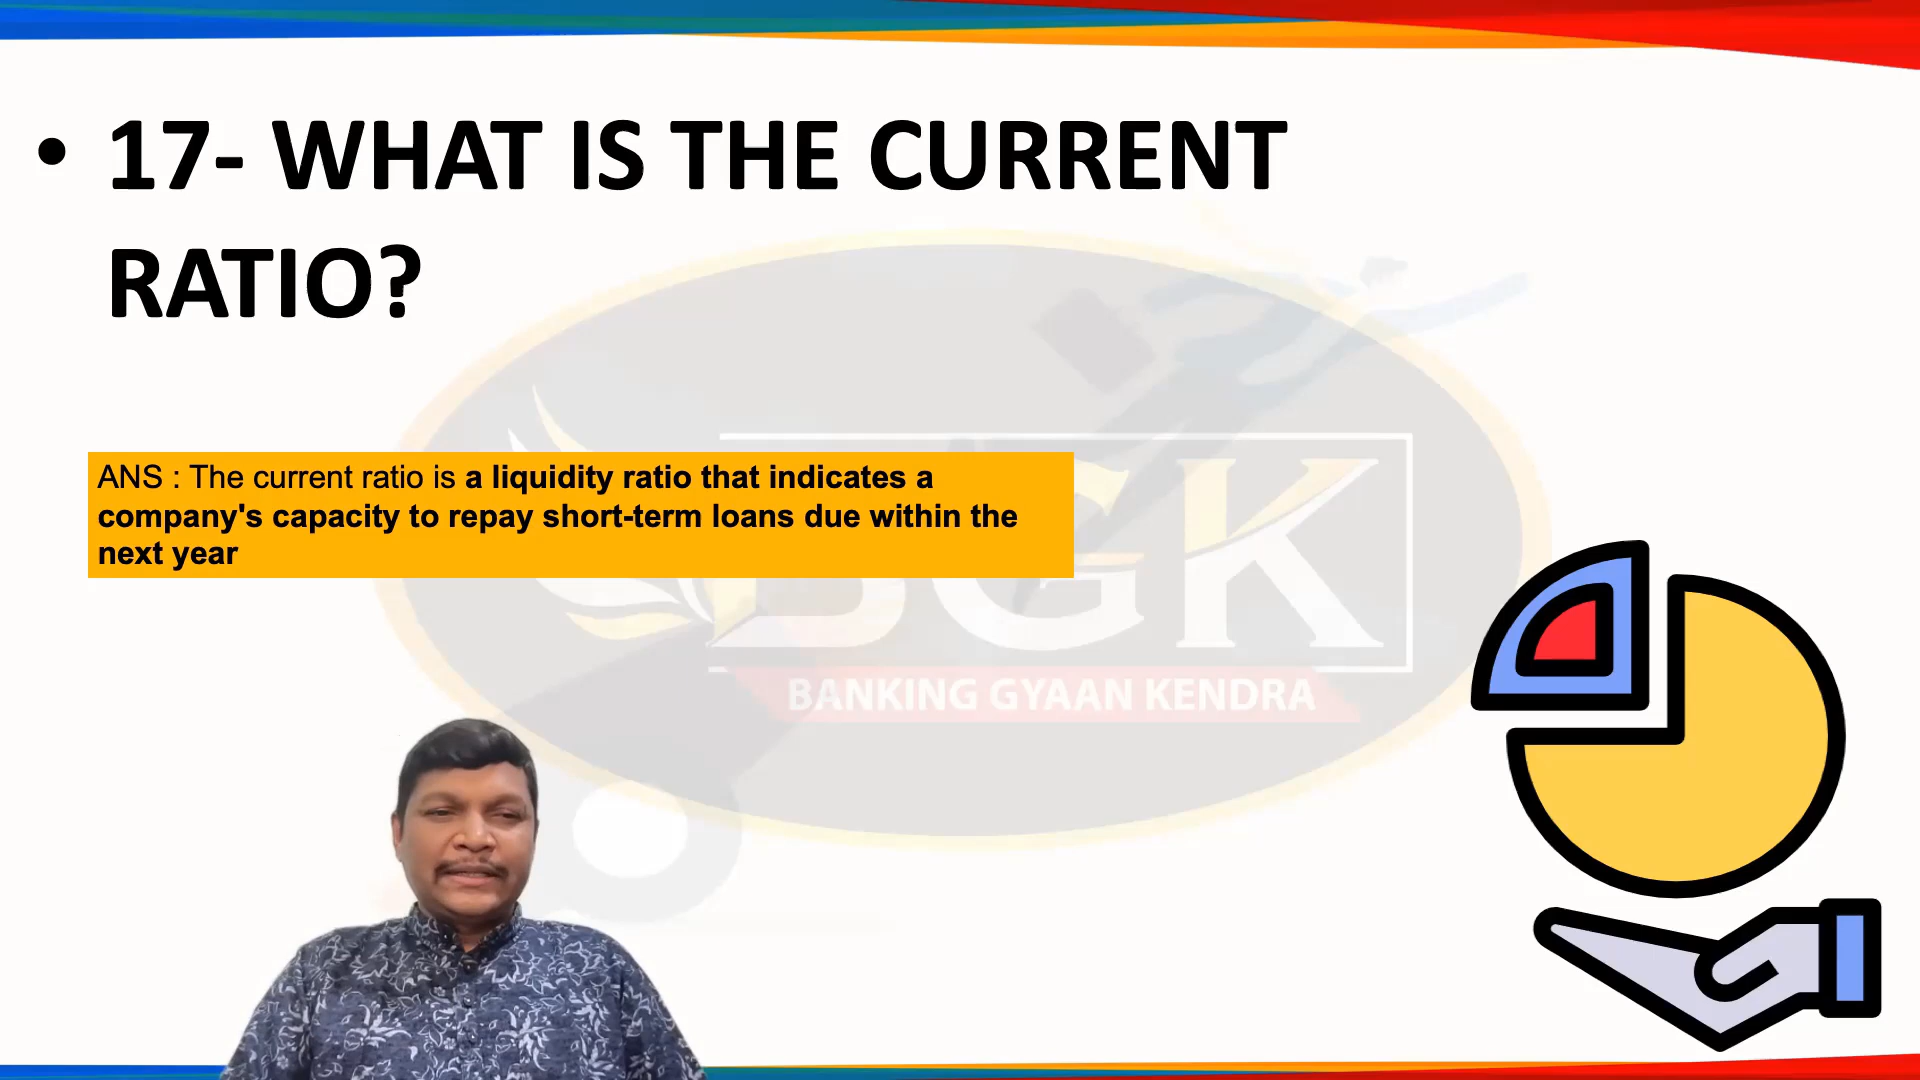 • 17- WHAT IS THE CURRENT
RATIO?
ANS : The current ratio is a liquidity ratio that indicates a
company's capacity to repay short-term loans due within the
next year
BGK
BANKING GYAAN KENDRA